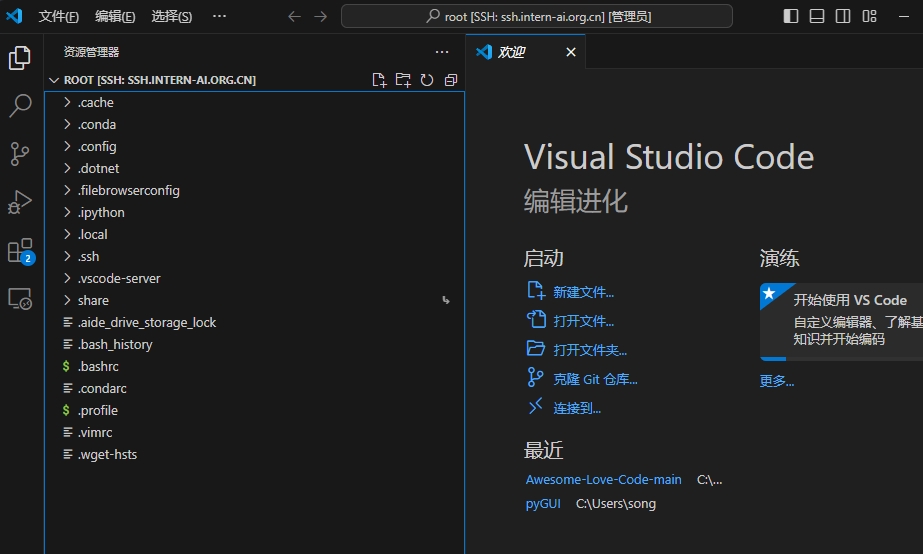 文件(F) 编辑(E) 选择(S) ··· root [SSH: ssh.intern-ai.org.cn] [管理员]
资源管理器 ···
欢迎
ROOT [SSH: SSH.INTERN-AI.ORG.CN]
.cache
.conda
.config
.dotnet
.filebrowserconfig
.ipython
.local
.ssh
.vscode-server
share
.aide_drive_storage_lock
.bash_history
$ .bashrc
.condarc
$ .profile
.vimrc
.wget-hsts
2
Visual Studio Code
编辑进化
启动
新建文件...
打开文件...
打开文件夹...
克隆 Git 仓库...
连接到...
最近
Awesome-Love-Code-main C:\...
pyGUI C:\Users\song
演练
开始使用 VS Code
自定义编辑器、了解基
知识并开始编码
更多...